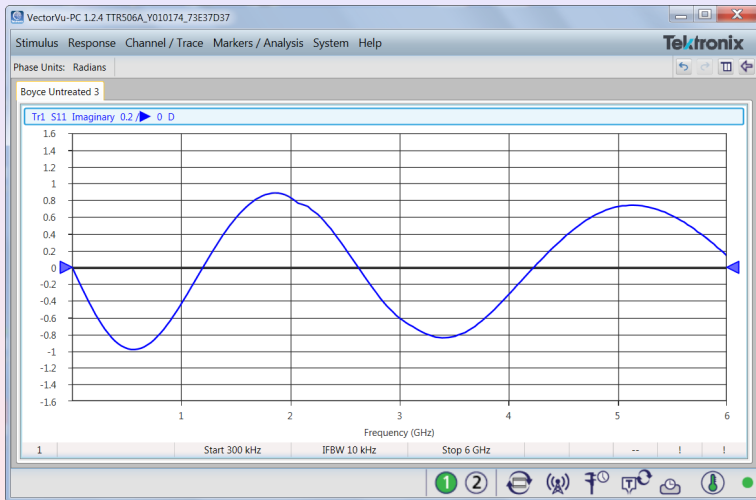 VectorVu-PC 1.2.4 TTR506A_Y010174_73E37D37
Stimulus Response Channel / Trace Markers / Analysis System Help
Tektronix
Phase Units: Radians
Boyce Untreated 3
Tr1 S11 Imaginary 0.2 / 0 D
1.6
1.4
1.2
1
0.8
0.6
0.4
0.2
0
-0.2
-0.4
-0.6
-0.8
-1
-1.2
-1.4
-1.6
1 2 3 4 5 6
Frequency (GHz)
1 Start 300 kHz IFBW 10 kHz Stop 6 GHz -- ! !
1 2 T